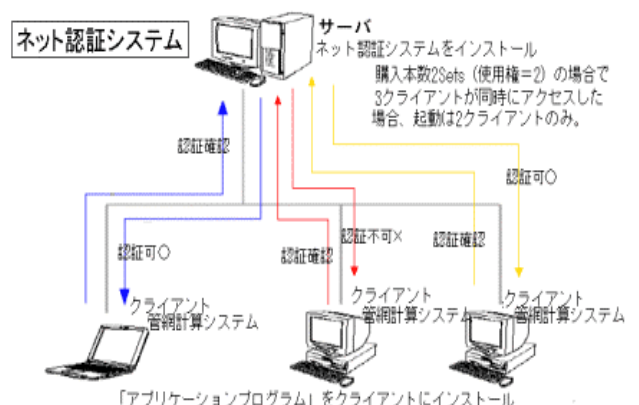 ネット認証システム
サーバ
ネット認証システムをインストール
購入本数2Sets（使用権=2）の場合で
3クライアントが同時にアクセスした
場合、起動は2クライアントのみ。
認証確認
認証可○
認証可○
認証確認
認証不可×
認証確認
クライアント
管網計算システム
クライアント
管網計算システム
クライアント
管網計算システム
「アプリケーションプログラム」をクライアントにインストール